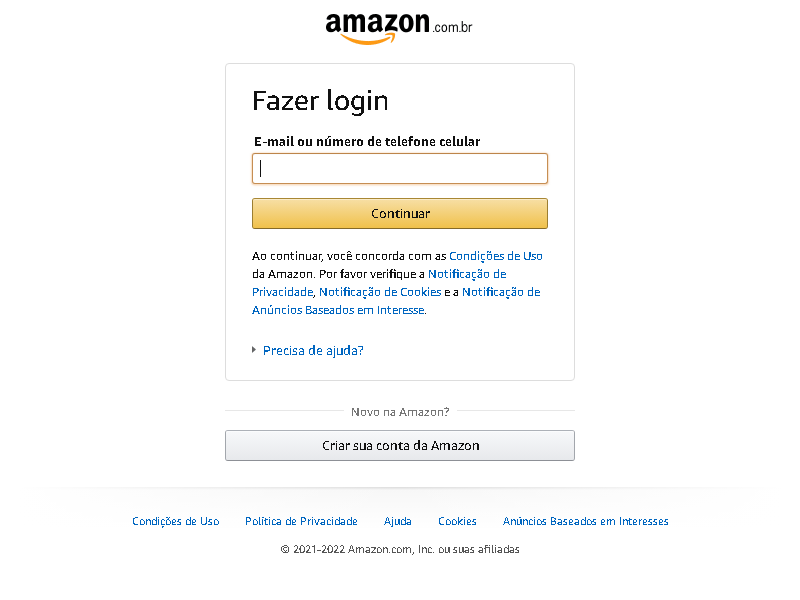 amazon.com.br
Fazer login
E-mail ou número de telefone celular
Continuar
Ao continuar, você concorda com as Condições de Uso
da Amazon. Por favor verifique a Notificação de
Privacidade, Notificação de Cookies e a Notificação de
Anúncios Baseados em Interesse.
Precisa de ajuda?
Novo na Amazon?
Criar sua conta da Amazon
Condições de Uso Política de Privacidade Ajuda Cookies Anúncios Baseados em Interesses
© 2021-2022 Amazon.com, Inc. ou suas afiliadas